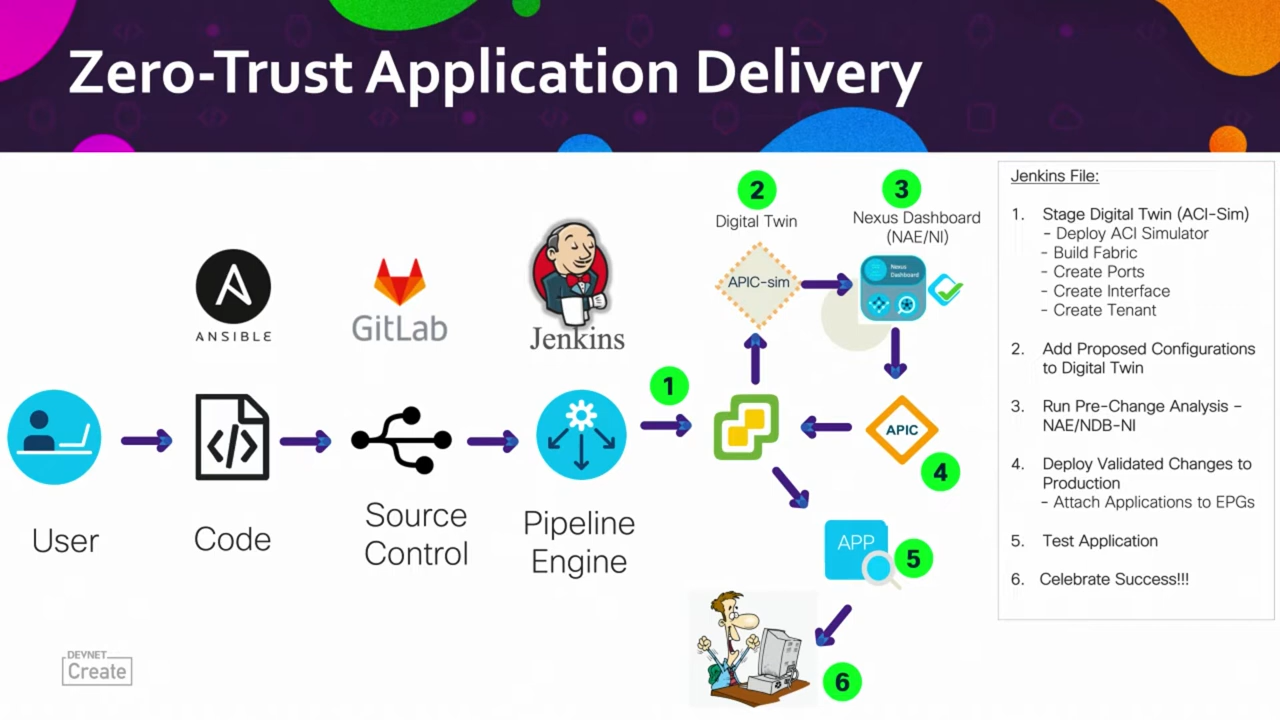 Zero-Trust Application Delivery
ANSIBLE
GitLab
Jenkins
User
Code
Source
Control
Pipeline
Engine
1
2
Digital Twin
APIC-sim
3
Nexus Dashboard
(NAE/NI)
Nexus
Dashboard
APIC
4
APP
5
6
Jenkins File:
1. Stage Digital Twin (ACI-Sim)
- Deploy ACI Simulator
- Build Fabric
- Create Ports
- Create Interface
- Create Tenant
2. Add Proposed Configurations
to Digital Twin
3. Run Pre-Change Analysis –
NAE/NDB-NI
4. Deploy Validated Changes to
Production
- Attach Applications to EPGs
5. Test Application
6. Celebrate Success!!!
DEVNET
Create